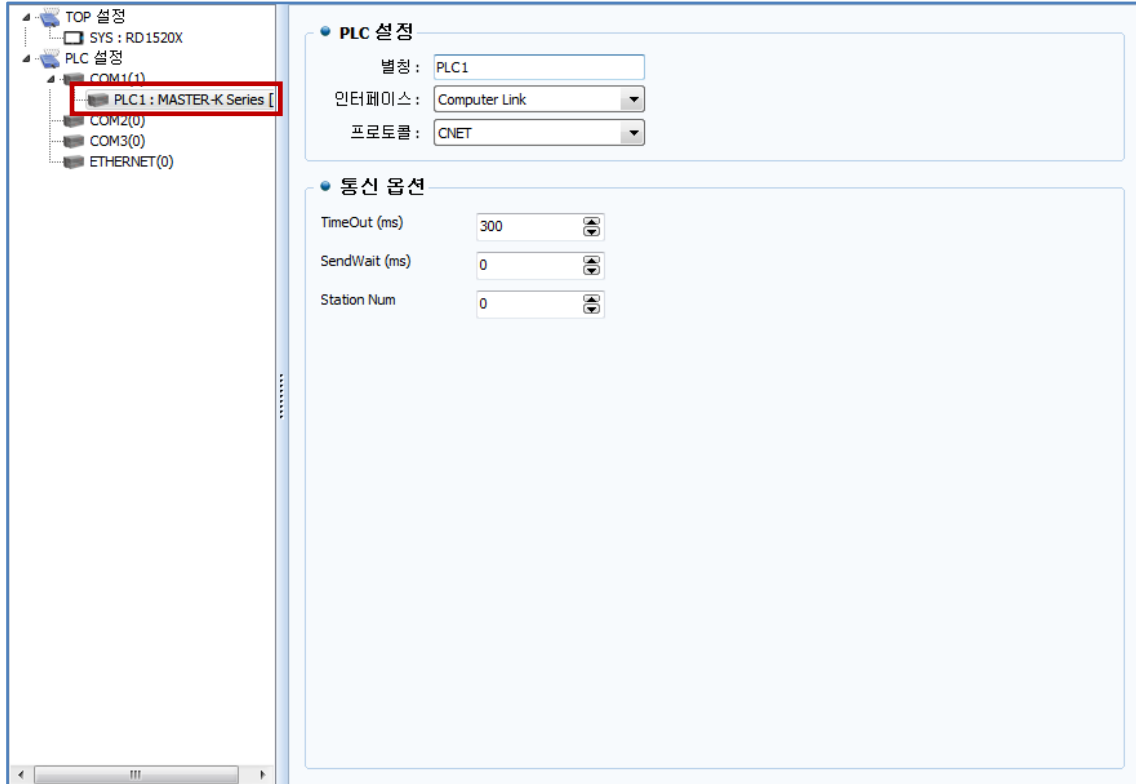 TOP 설정
SYS : RD1520X
PLC 설정
COM1(1)
PLC1 : MASTER-K Series [
COM2(0)
COM3(0)
ETHERNET(0)
PLC 설정
별칭 : PLC1
인터페이스 : Computer Link
프로토콜 : CNET
통신 옵션
TimeOut (ms) 300
SendWait (ms) 0
Station Num 0